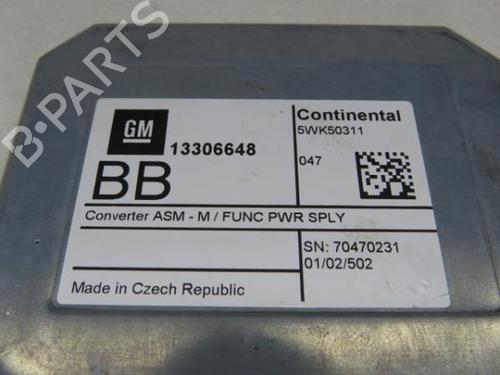 GM
13306648
BB
Continental
5WK50311
047
Converter ASM - M / FUNC PWR SPLY
SN: 70470231
01/02/502
Made in Czech Republic
B-PARTS